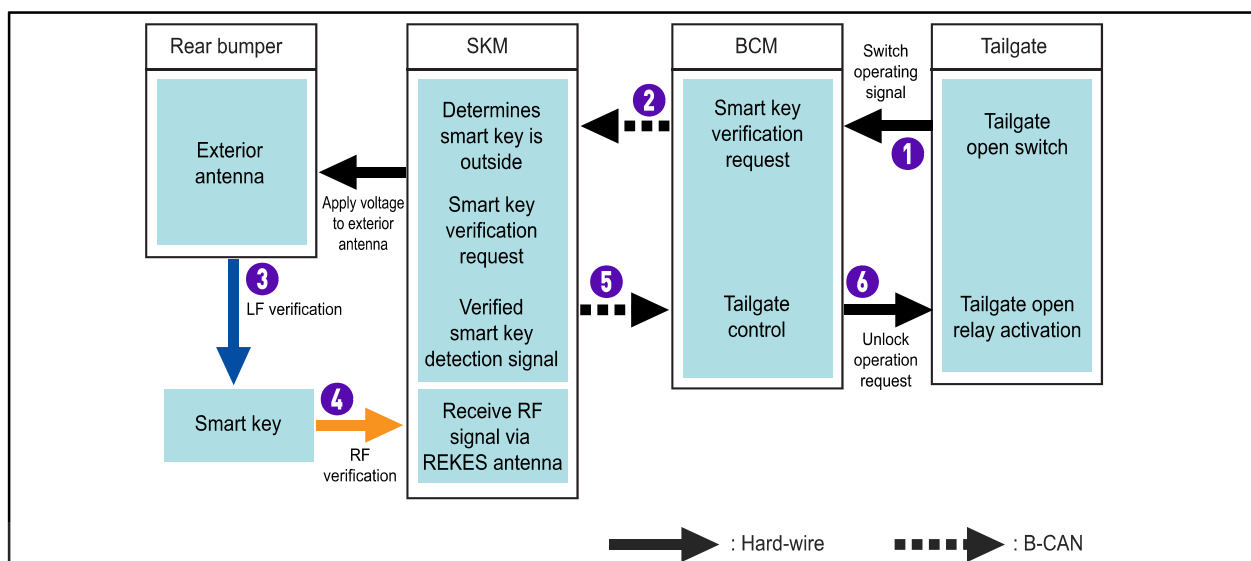 Rear bumper
SKM
BCM
Tailgate
Exterior
antenna
Apply voltage
to exterior
antenna
3
LF verification
Smart key
4
RF
verification
Determines
smart key is
outside
Smart key
verification
request
Verified
smart key
detection signal
Receive RF
signal via
REKES antenna
2
5
Smart key
verification
request
Tailgate
control
Switch
operating
signal
1
6
Unlock
operation
request
Tailgate
open switch
Tailgate open
relay activation
: Hard-wire
: B-CAN